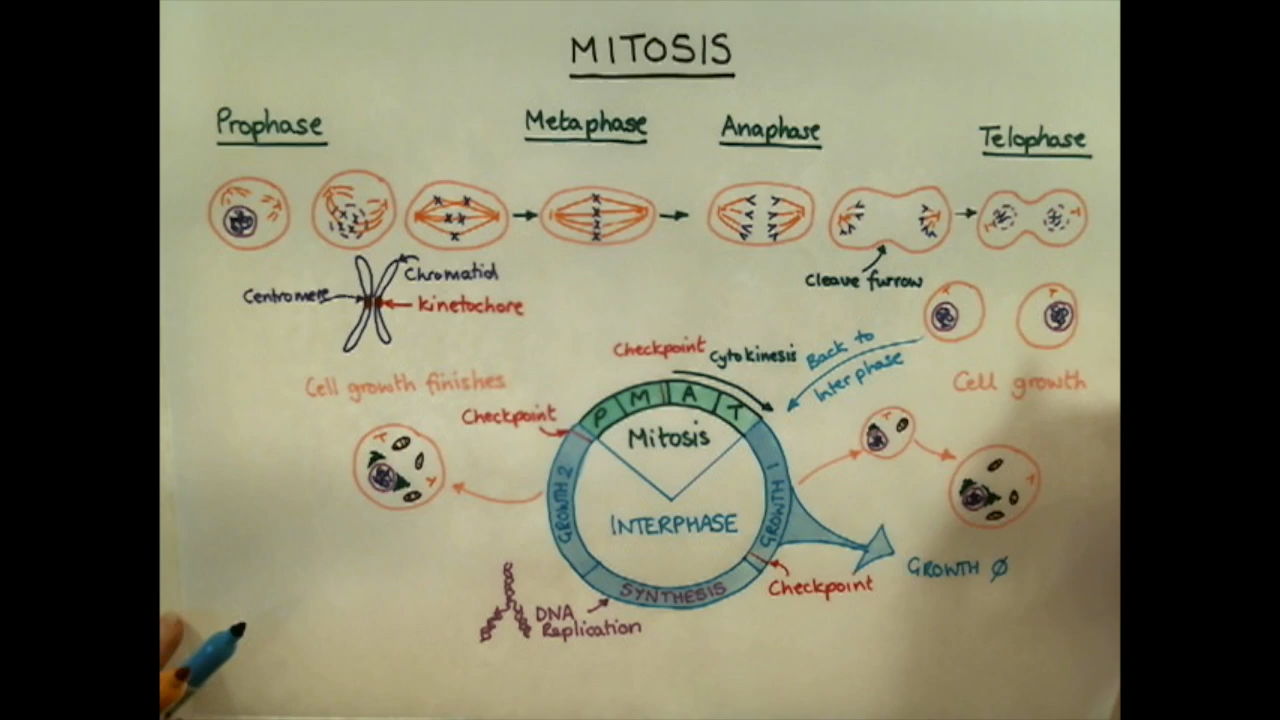 MITOSIS
Prophase
Metaphase
Anaphase
Telophase
Chromatid
Centromere
Kinetochore
Cleave furrow
Checkpoint
Cytokinesis
Back to
Interphase
Cell growth finishes
Cell growth
Checkpoint
P M A T
Mitosis
GROWTH 2
INTERPHASE
GROWTH 1
GROWTH Ø
Checkpoint
SYNTHESIS
DNA
Replication